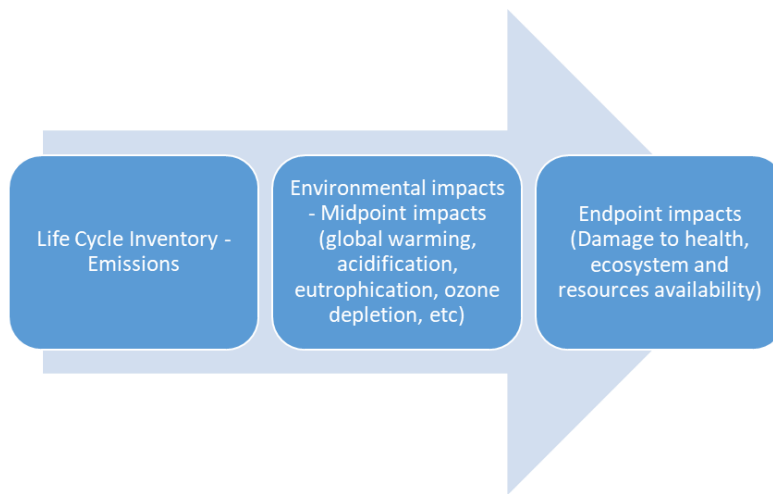 Life Cycle Inventory -
Emissions
Environmental impacts
- Midpoint impacts
(global warming,
acidification,
eutrophication, ozone
depletion, etc)
Endpoint impacts
(Damage to health,
ecosystem and
resources availability)